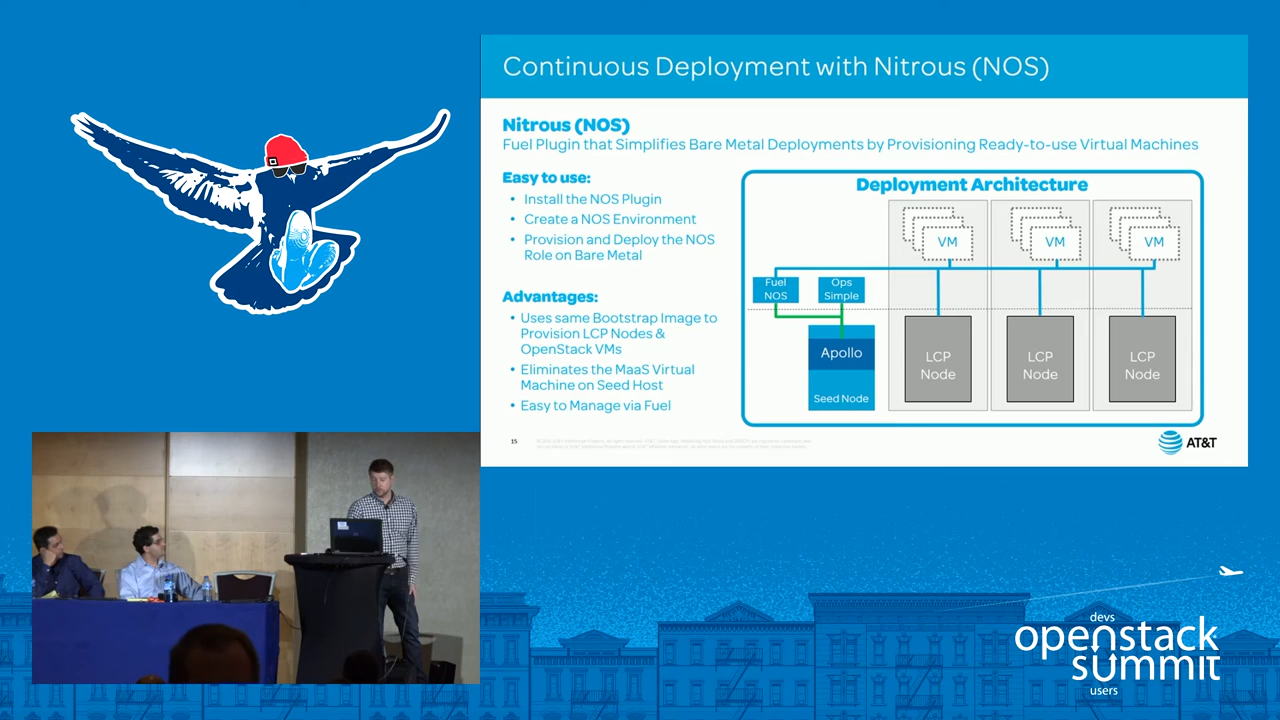 Continuous Deployment with Nitrous (NOS)
Nitrous (NOS)
Fuel Plugin that Simplifies Bare Metal Deployments by Provisioning Ready-to-use Virtual Machines
Easy to use:
• Install the NOS Plugin
• Create a NOS Environment
• Provision and Deploy the NOS
Role on Bare Metal
Advantages:
• Uses same Bootstrap Image to
Provision LCP Nodes &
OpenStack VMs
• Eliminates the MaaS Virtual
Machine on Seed Host
• Easy to Manage via Fuel
Deployment Architecture
VM
VM
VM
Fuel
NOS
Ops
Simple
Apollo
Seed Node
LCP
Node
LCP
Node
LCP
Node
15
AT&T
devs
openstack
summit
users